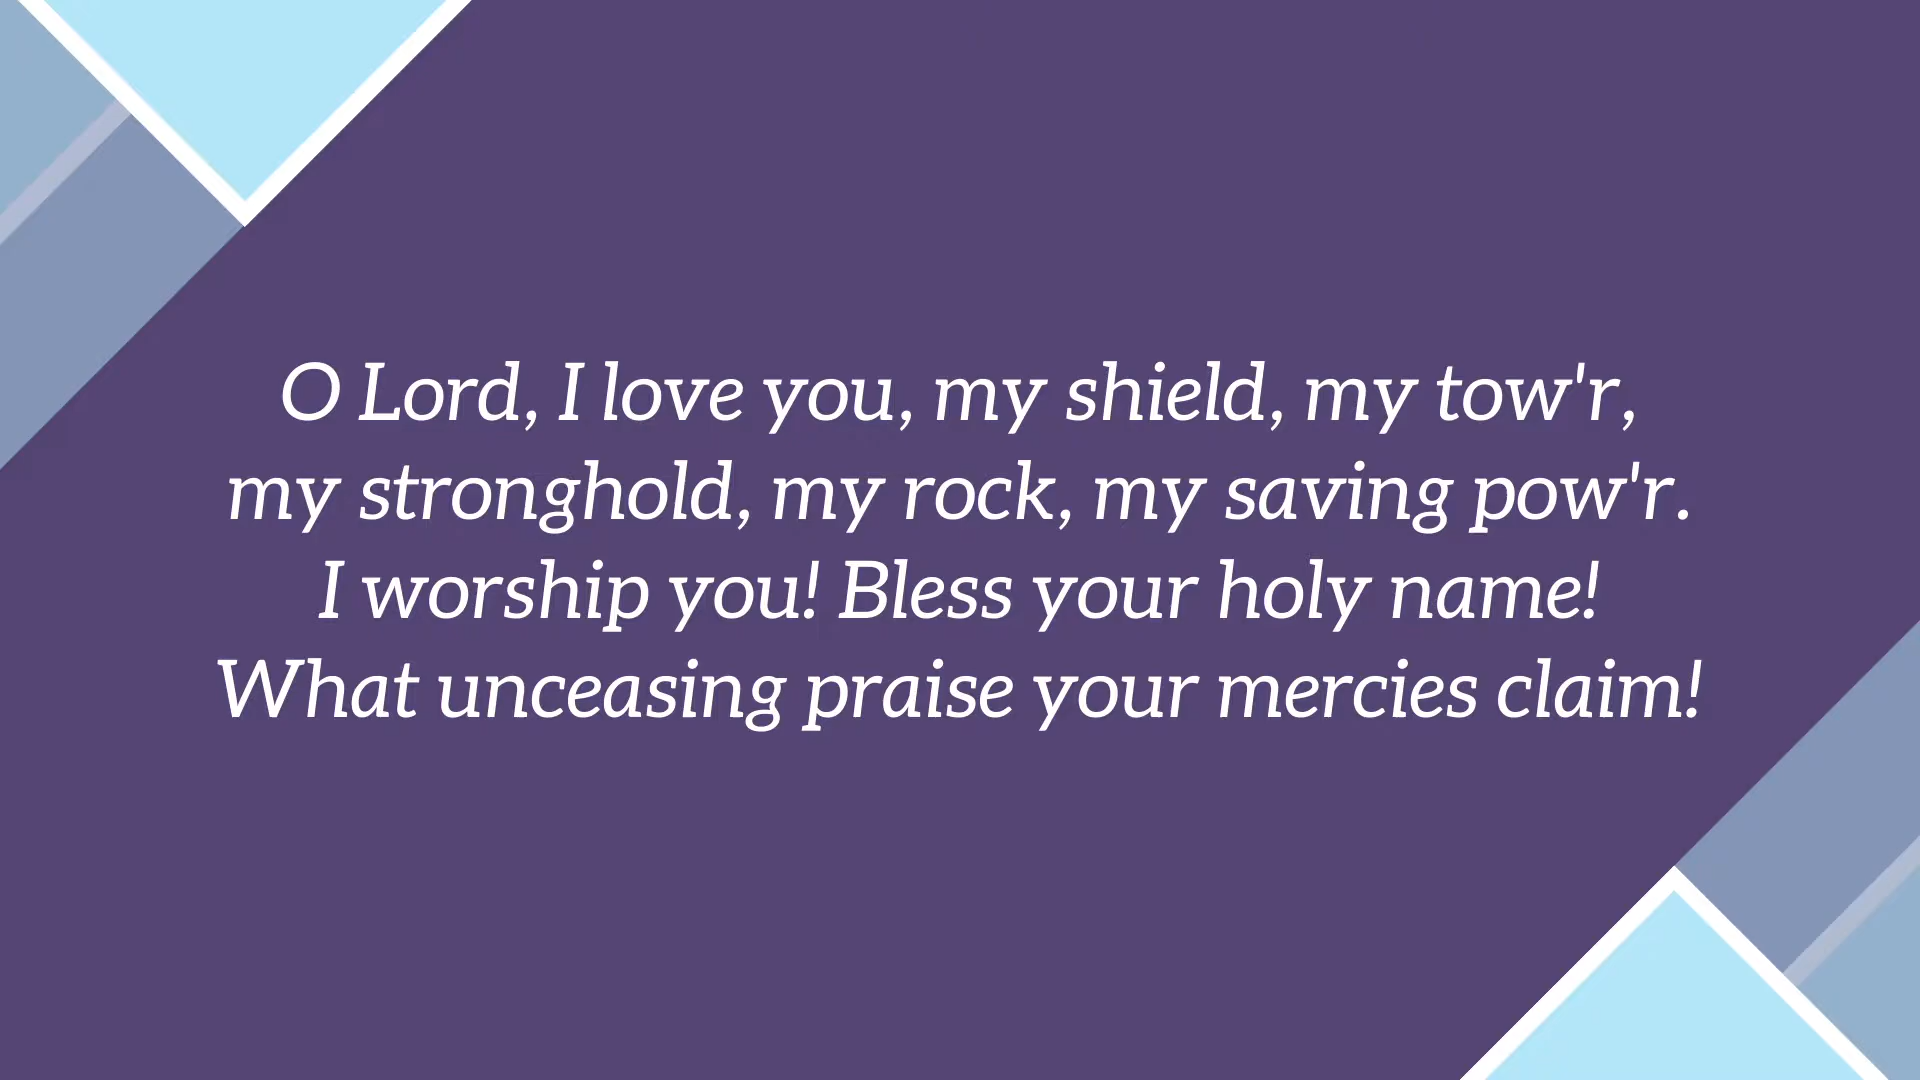 O Lord, I love you, my shield, my tow'r,
my stronghold, my rock, my saving pow'r.
I worship you! Bless your holy name!
What unceasing praise your mercies claim!